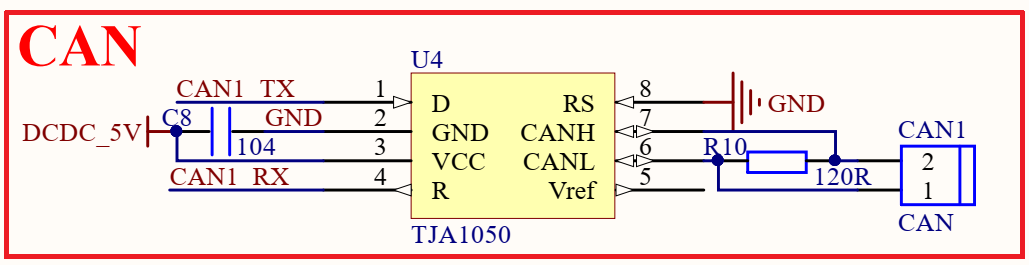 CAN
U4
CAN1 TX 1 D RS 8 GND
DCDC_5V C8 104 GND 2 GND CANH 7
3 VCC CANL 6 R10 120R CAN1 2
CAN1 RX 4 R Vref 5 1
TJA1050 CAN